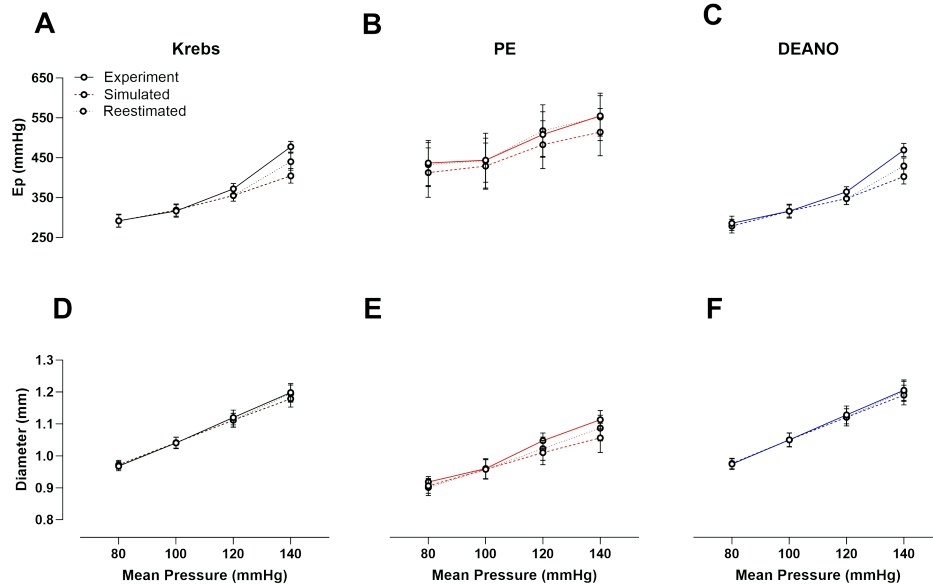 A
B
C
Krebs
PE
DEANO
Experiment
Simulated
Reestimated
Ep (mmHg)
650
550
450
350
250
D
E
F
Diameter (mm)
1.3
1.2
1.1
1.0
0.9
0.8
80 100 120 140
80 100 120 140
80 100 120 140
Mean Pressure (mmHg)
Mean Pressure (mmHg)
Mean Pressure (mmHg)